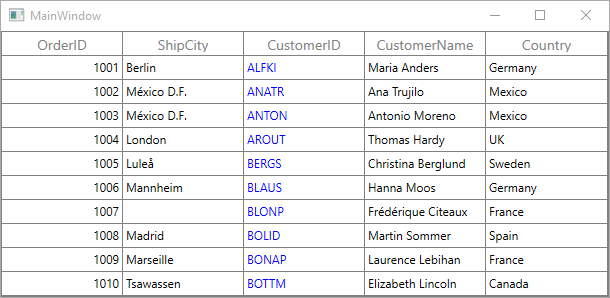 MainWindow
OrderID ShipCity CustomerID CustomerName Country
1001 Berlin ALFKI Maria Anders Germany
1002 México D.F. ANATR Ana Trujilo Mexico
1003 México D.F. ANTON Antonio Moreno Mexico
1004 London AROUT Thomas Hardy UK
1005 Luleå BERGS Christina Berglund Sweden
1006 Mannheim BLAUS Hanna Moos Germany
1007 BLONP Frédérique Citeaux France
1008 Madrid BOLID Martin Sommer Spain
1009 Marseille BONAP Laurence Lebihan France
1010 Tsawassen BOTTM Elizabeth Lincoln Canada